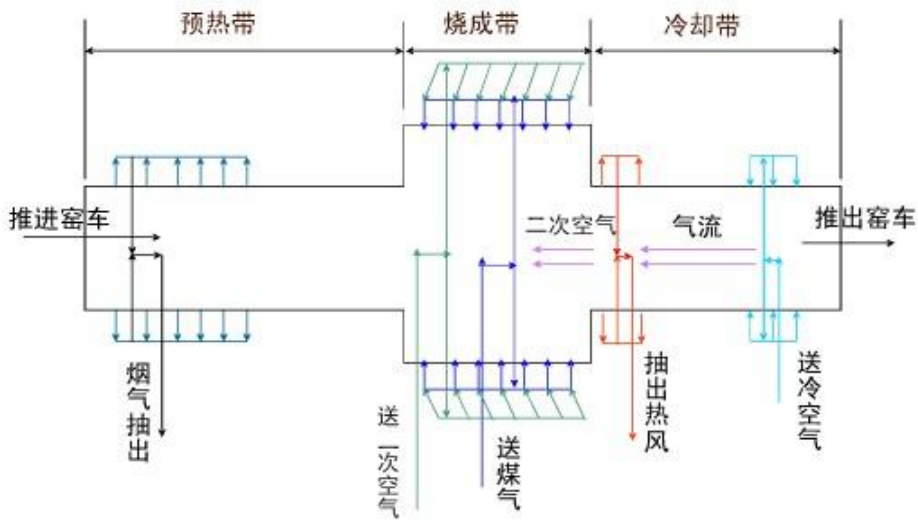 预热带
烧成带
冷却带
推进窑车
二次空气
气流
推出窑车
烟气抽出
送一次空气
送煤气
抽出热风
送冷空气